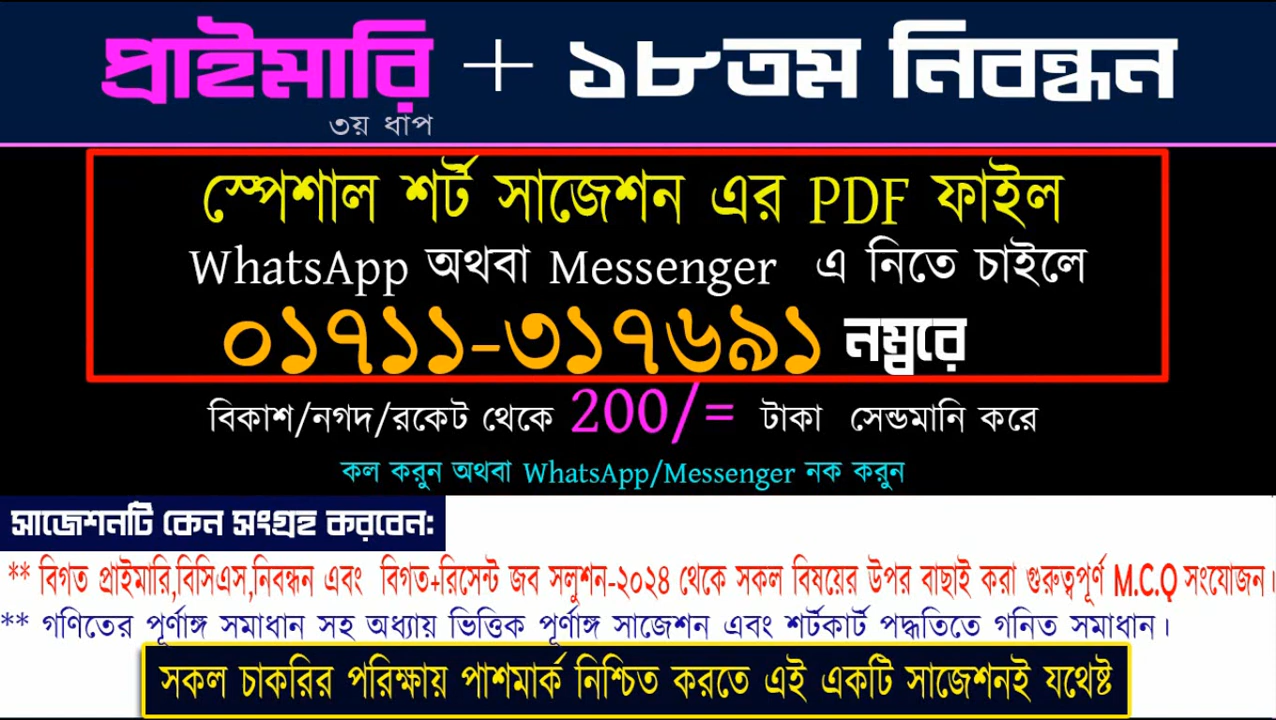 প্রাইমারি + ১৮তম নিবন্ধন
৩য় ধাপ
স্পেশাল শর্ট সাজেশন এর PDF ফাইল
WhatsApp অথবা Messenger এ নিতে চাইলে
০১৭১১-৩১৭৬৯১ নম্বরে
বিকাশ/নগদ/রকেট থেকে 200/= টাকা সেন্ডমানি করে
কল করুন অথবা WhatsApp/Messenger নক করুন
সাজেশনটি কেন সংগ্রহ করবেন:
** বিগত প্রাইমারি,বিসিএস,নিবন্ধন এবং বিগত+রিসেন্ট জব সলুশন-২০২৪ থেকে সকল বিষয়ের উপর বাছাই করা গুরুত্বপূর্ণ M.C.Q সংযোজন।
** গণিতের পূর্ণাঙ্গ সমাধান সহ অধ্যায় ভিত্তিক পূর্ণাঙ্গ সাজেশন এবং শর্টকার্ট পদ্ধতিতে গনিত সমাধান।
সকল চাকরির পরিক্ষায় পাশমার্ক নিশ্চিত করতে এই একটি সাজেশনই যথেষ্ট